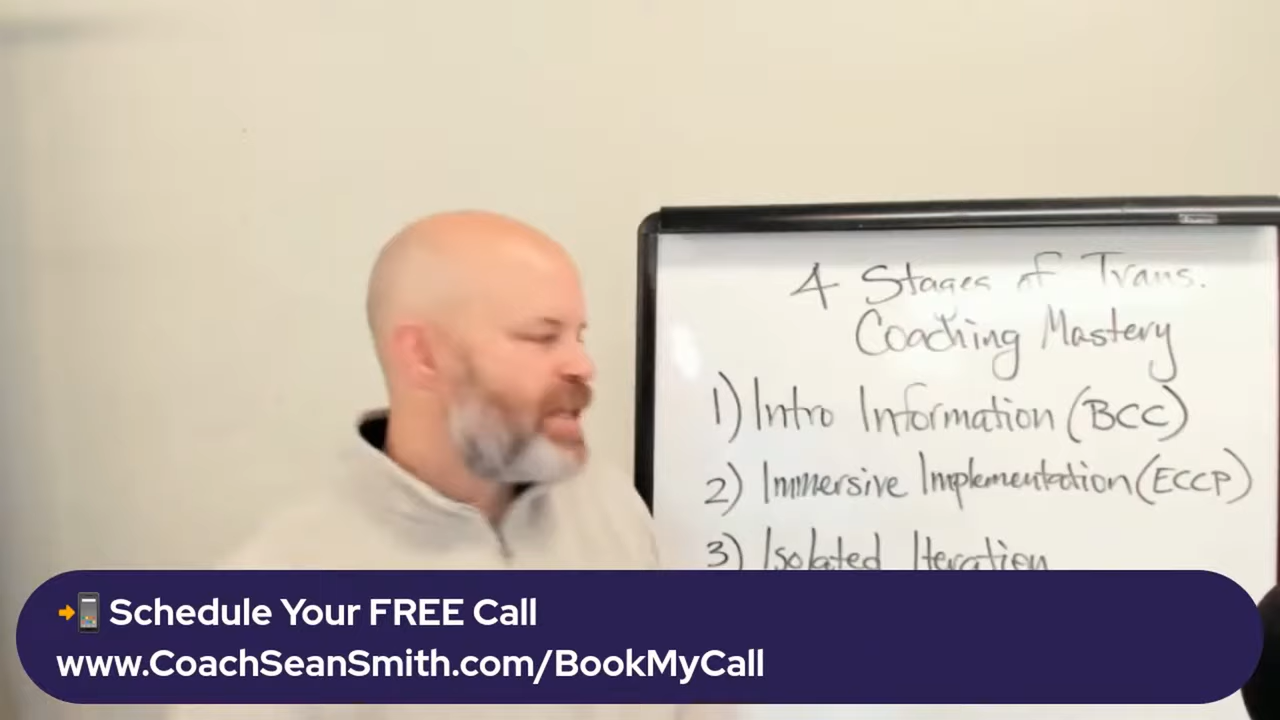 4 Stages of Trans.
Coaching Mastery
1) Intro Information (BCC)
2) Immersive Implementation (ECCP)
3) Isolated Iteration
Schedule Your FREE Call
www.CoachSeanSmith.com/BookMyCall